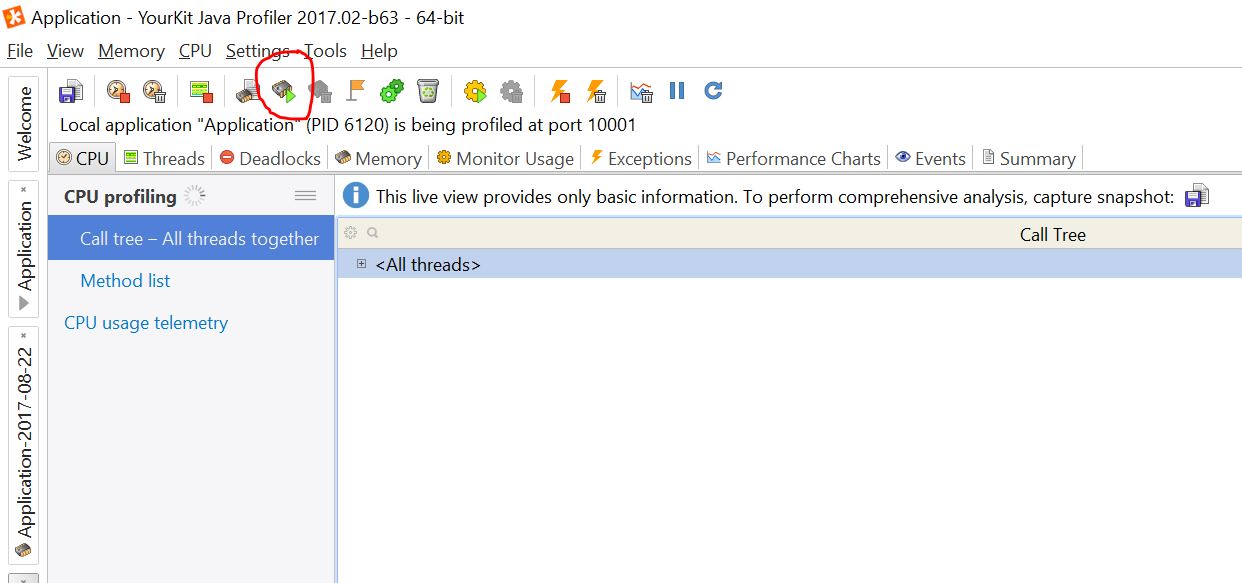 Application - YourKit Java Profiler 2017.02-b63 - 64-bit
File View Memory CPU Settings Tools Help
Welcome
Application
Application-2017-08-22
Local application "Application" (PID 6120) is being profiled at port 10001
CPU Threads Deadlocks Memory Monitor Usage Exceptions Performance Charts Events Summary
CPU profiling
Call tree – All threads together
Method list
CPU usage telemetry
This live view provides only basic information. To perform comprehensive analysis, capture snapshot:
Call Tree
<All threads>